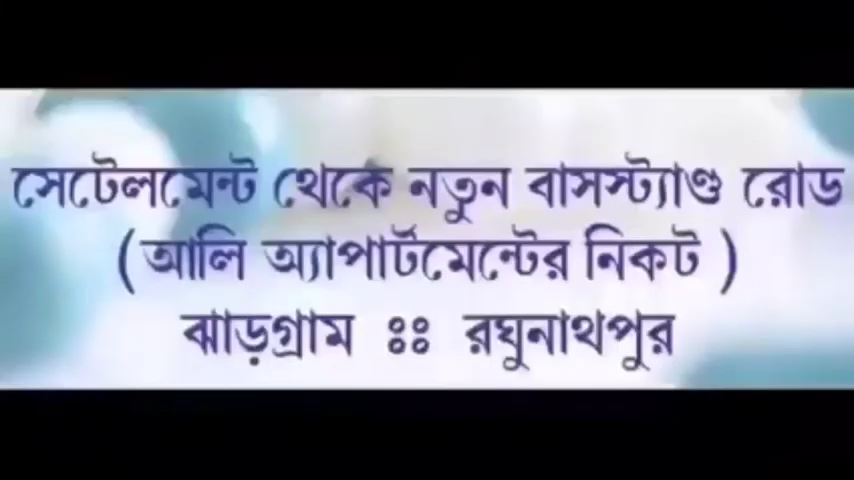 সেটেলমেন্ট থেকে নতুন বাসস্ট্যাণ্ড রোড
(আলি অ্যাপার্টমেন্টের নিকট )
ঝাড়গ্রাম ঃঃ রঘুনাথপুর